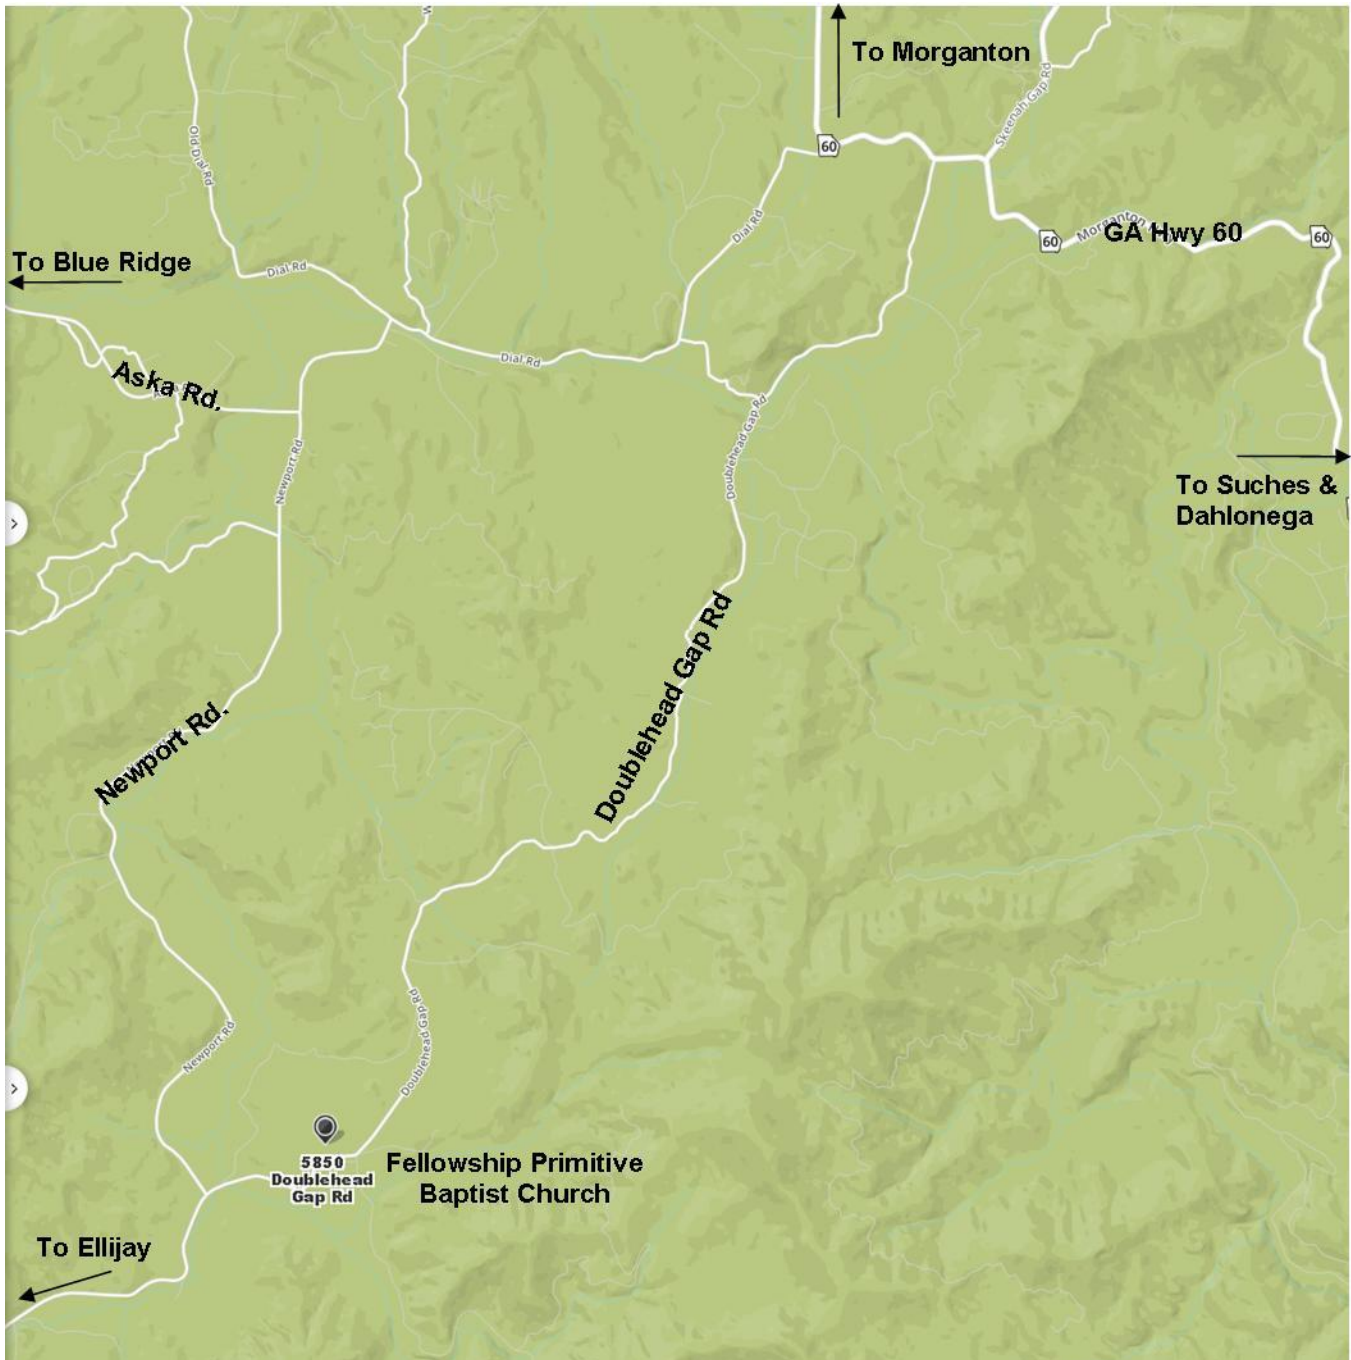 W
To Morganton
Skeenah Gap Rd
60
Old Dial Rd
Dial Rd
60
Morganton
GA Hwy 60
60
To Blue Ridge
Dial Rd
Dial Rd
Aska Rd.
Doublehead Gap Rd
Newport Rd
To Suches &
Dahlonega
Doublehead Gap Rd
Newport Rd.
Doublehead Gap Rd
Newport Rd
5850
Doublehead
Gap Rd
Fellowship Primitive
Baptist Church
To Ellijay